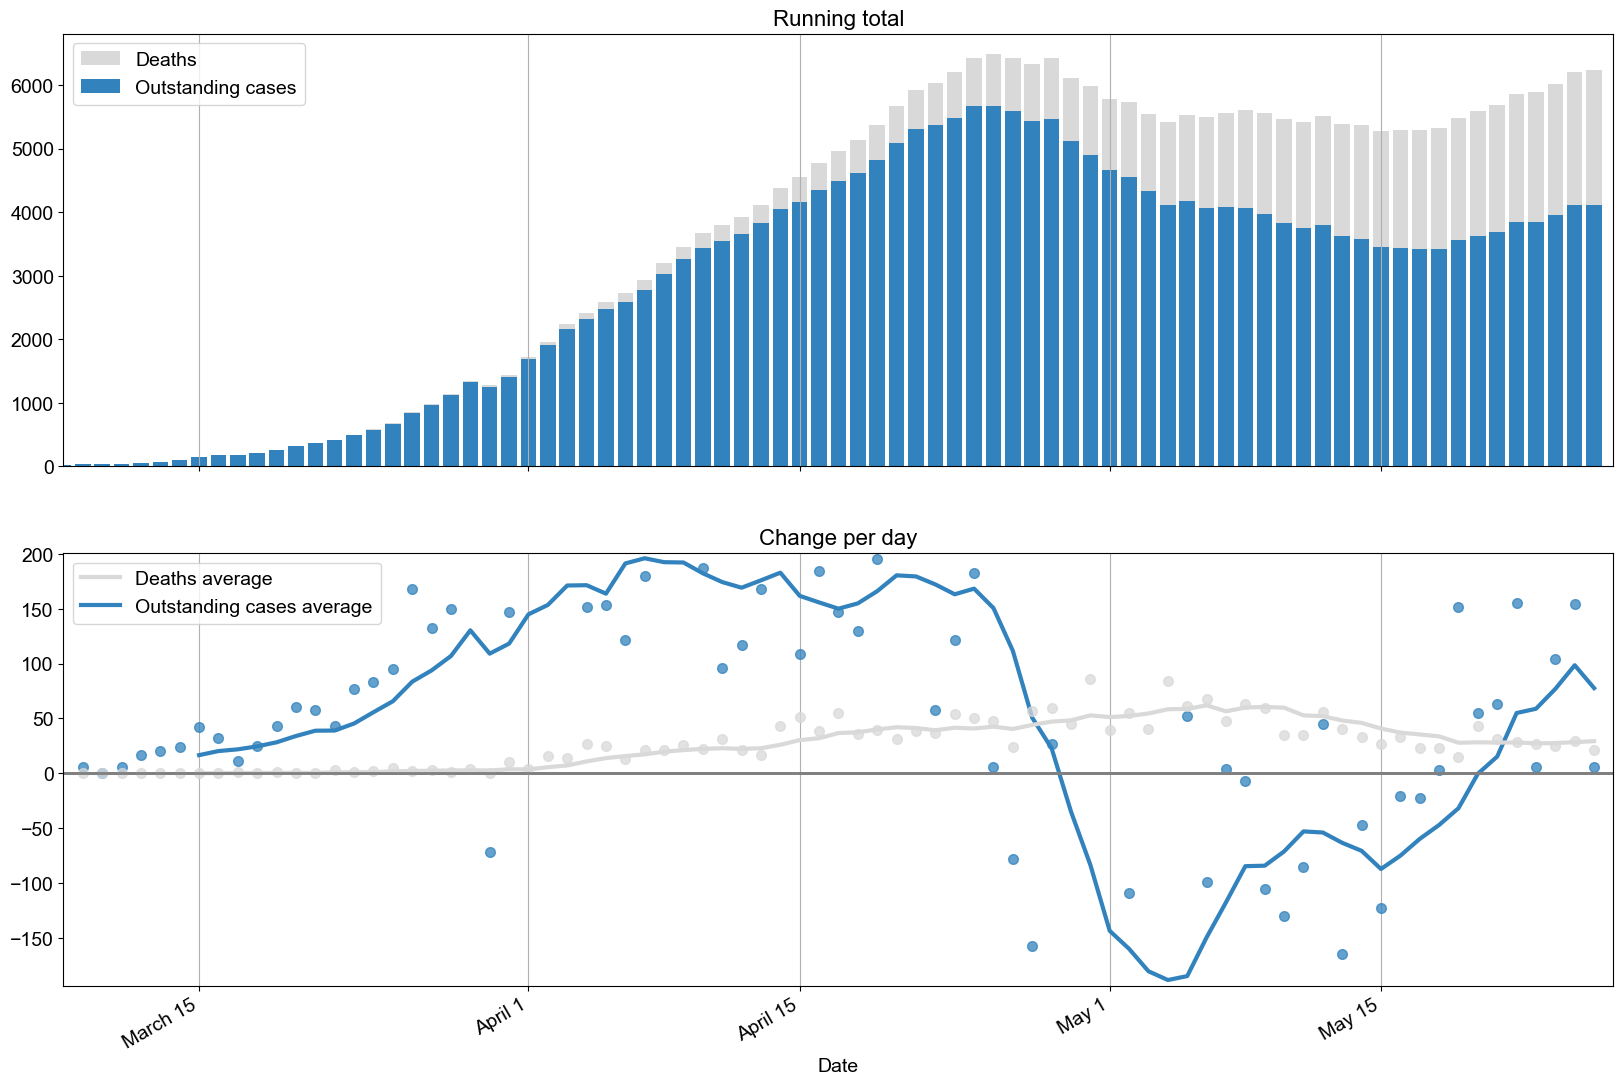 Running total
Deaths
Outstanding cases
6000
5000
4000
3000
2000
1000
0
Change per day
Deaths average
Outstanding cases average
200
150
100
50
0
−50
−100
−150
March 15
April 1
April 15
May 1
May 15
Date